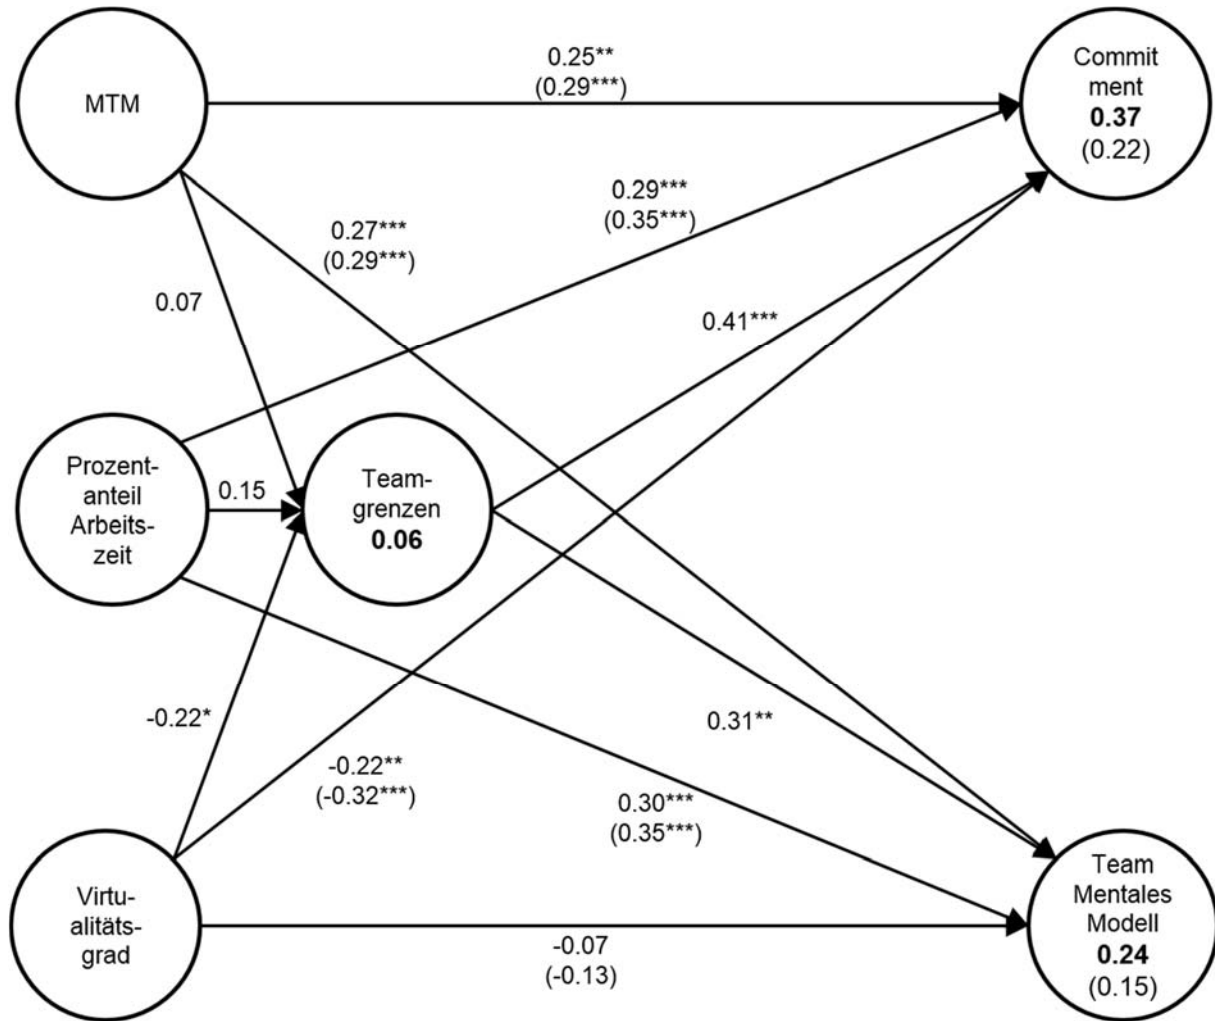 MTM
0.25**
(0.29***)
Commit
ment
0.37
(0.22)
0.29***
(0.35***)
0.27***
(0.29***)
0.07
0.41***
Prozent-
anteil
Arbeits-
zeit
0.15
Team-
grenzen
0.06
-0.22*
0.31**
-0.22**
(-0.32***)
0.30***
(0.35***)
Virtu-
alitäts-
grad
-0.07
(-0.13)
Team
Mentales
Modell
0.24
(0.15)